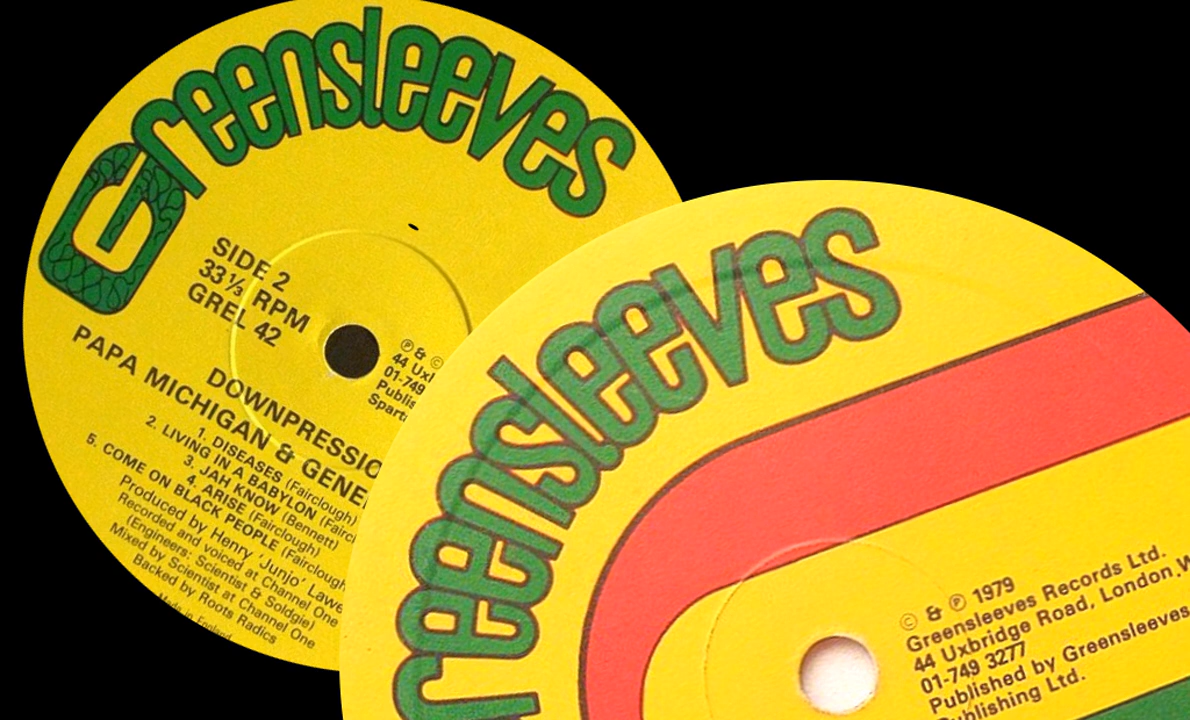 Greensleeves
SIDE 2
33⅓ RPM
GREL 42
℗ & ©
44 Ux
01-749
Publis
Spart
DOWNPRESSIO
PAPA MICHIGAN & GENE
1. DISEASES (Fairclough)
2. LIVING IN A BABYLON (Fairc
3. JAH KNOW (Bennett)
4. ARISE (Fairclough)
5. COME ON BLACK PEOPLE (Fairclough
Produced by Henry 'Junjo' Lawe
Recorded and voiced at Channel One
(Engineers: Scientist & Soldgie)
Mixed by Scientist at Channel One
Backed by Roots Radics
Made in England
reensleeves
© & ℗ 1979
Greensleeves Records Ltd.
44 Uxbridge Road, London W
01-749 3277
Published by Greensleeves
Publishing Ltd.